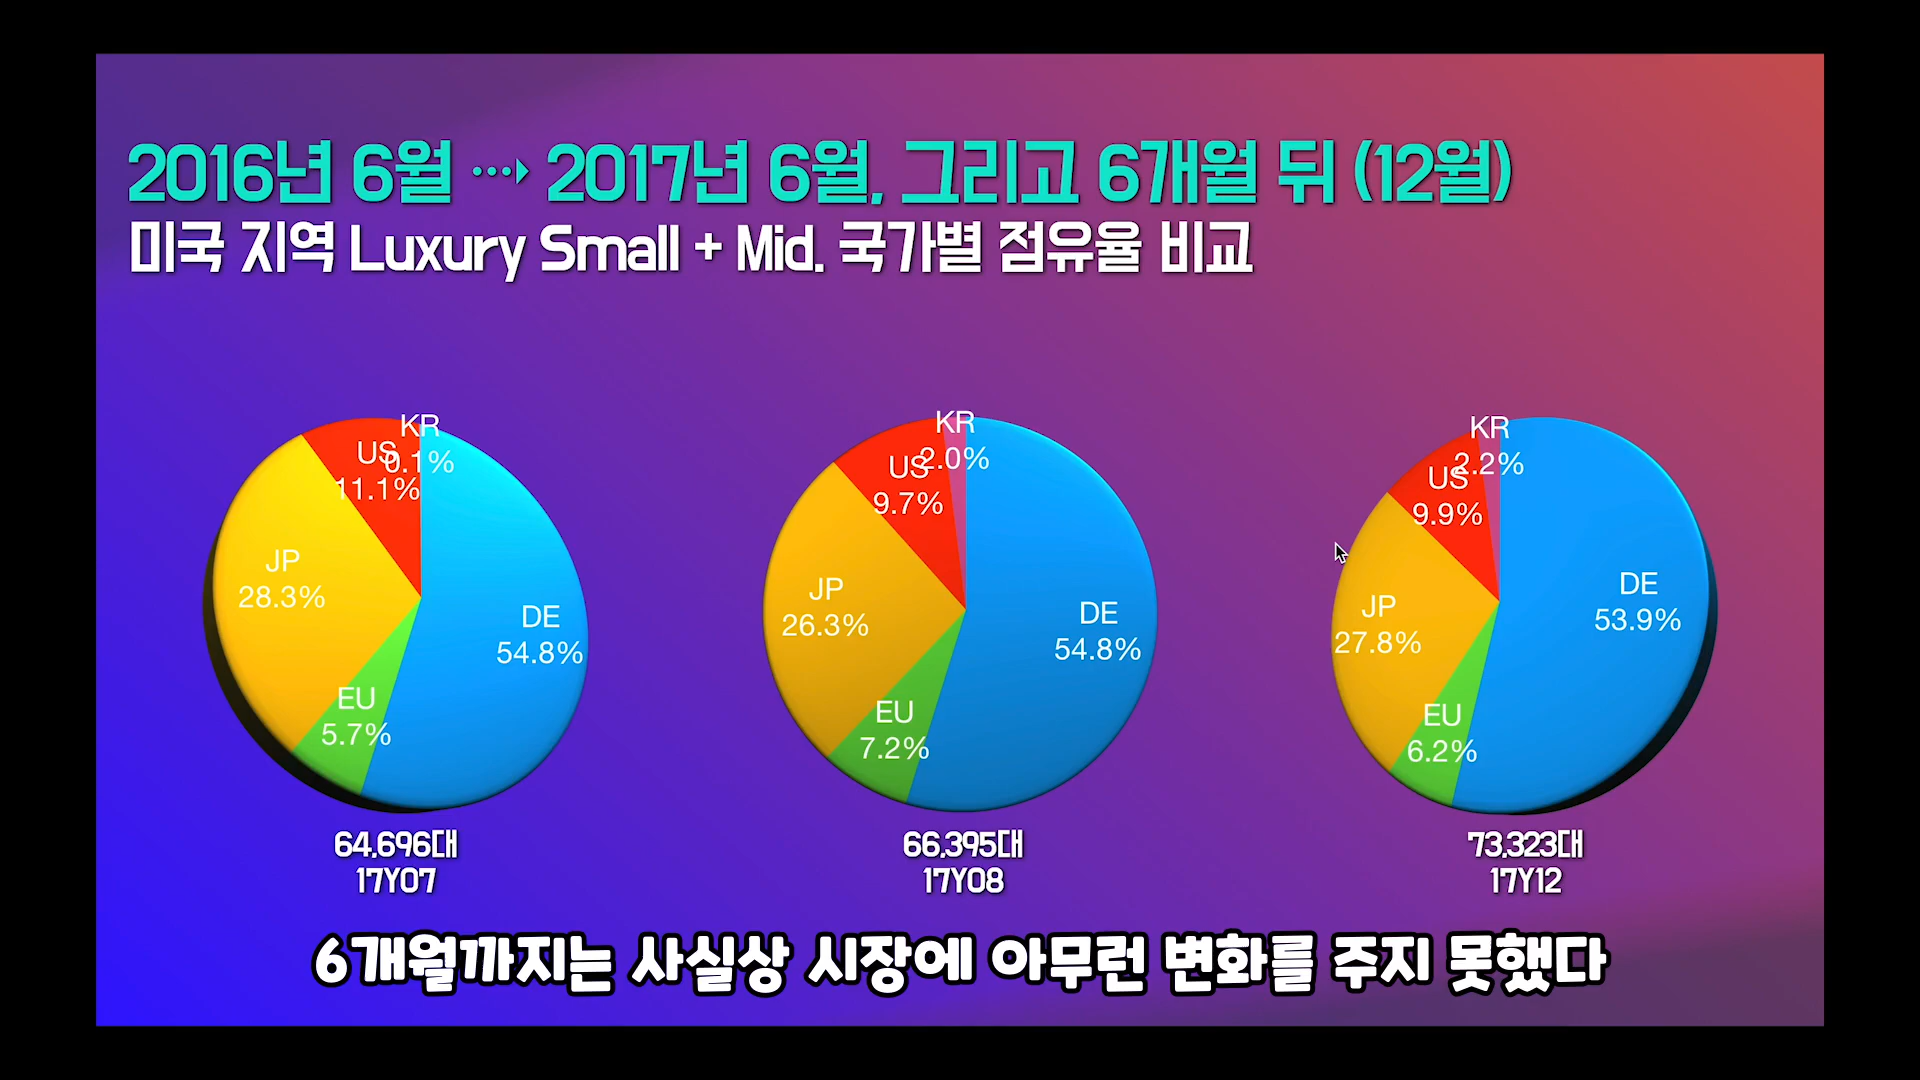 2016년 6월 ⋯▸ 2017년 6월, 그리고 6개월 뒤 (12월)
미국 지역 Luxury Small + Mid. 국가별 점유율 비교
KR
0.1%
US
11.1%
JP
28.3%
DE
54.8%
EU
5.7%
64,696대
17Y07
KR
2.0%
US
9.7%
JP
26.3%
DE
54.8%
EU
7.2%
66,395대
17Y08
KR
2.2%
US
9.9%
JP
27.8%
DE
53.9%
EU
6.2%
73,323대
17Y12
6개월까지는 사실상 시장에 아무런 변화를 주지 못했다